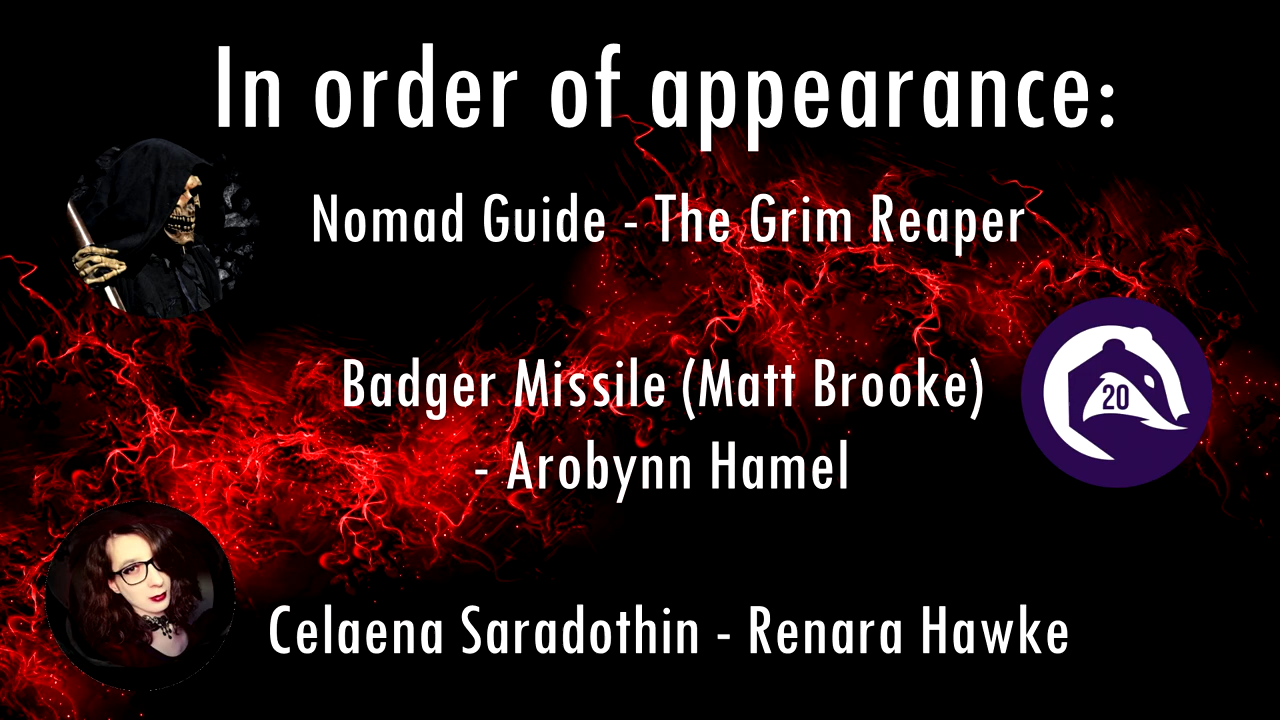 In order of appearance:
Nomad Guide - The Grim Reaper
Badger Missile (Matt Brooke)
- Arobynn Hamel
20
Celaena Saradothin - Renara Hawke